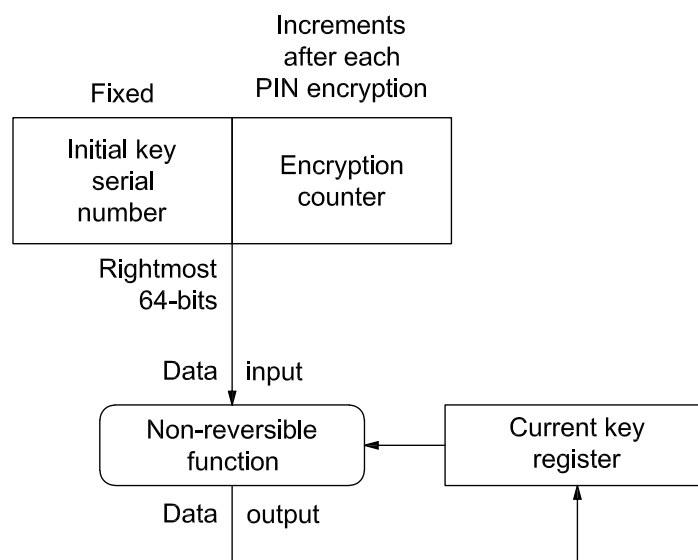 Increments
after each
PIN encryption
Fixed
Initial key
serial
number
Encryption
counter
Rightmost
64-bits
Data input
Non-reversible
function
Current key
register
Data output